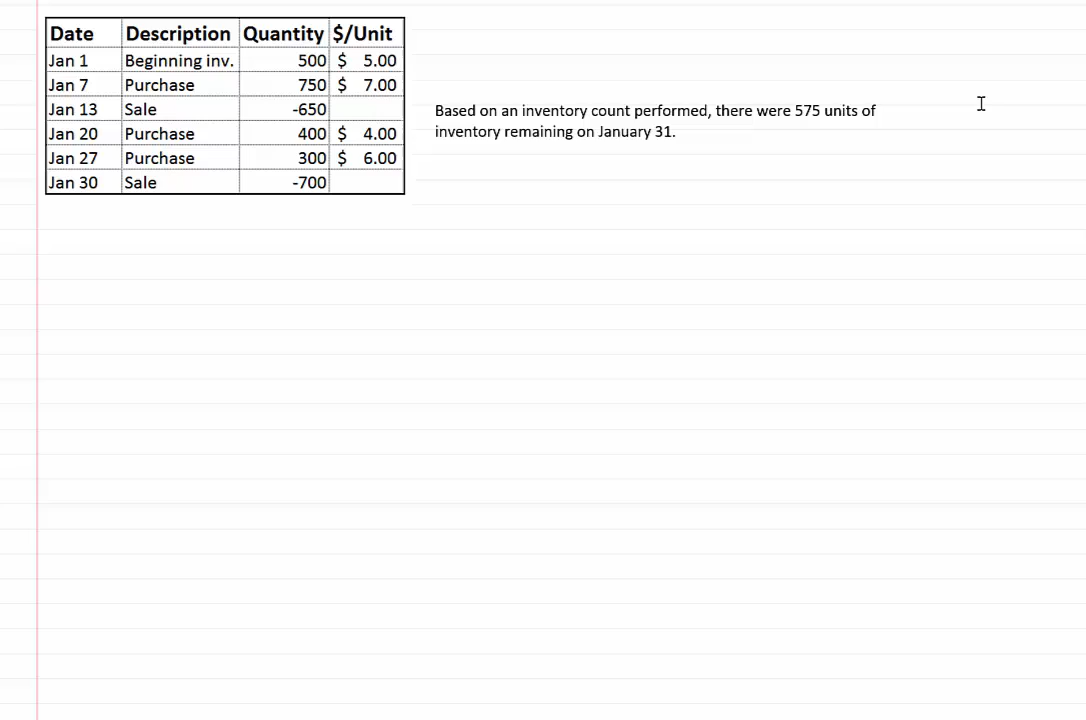 Date Description Quantity $/Unit
Jan 1 Beginning inv. 500 $ 5.00
Jan 7 Purchase 750 $ 7.00
Jan 13 Sale -650
Jan 20 Purchase 400 $ 4.00
Jan 27 Purchase 300 $ 6.00
Jan 30 Sale -700
Based on an inventory count performed, there were 575 units of
inventory remaining on January 31.